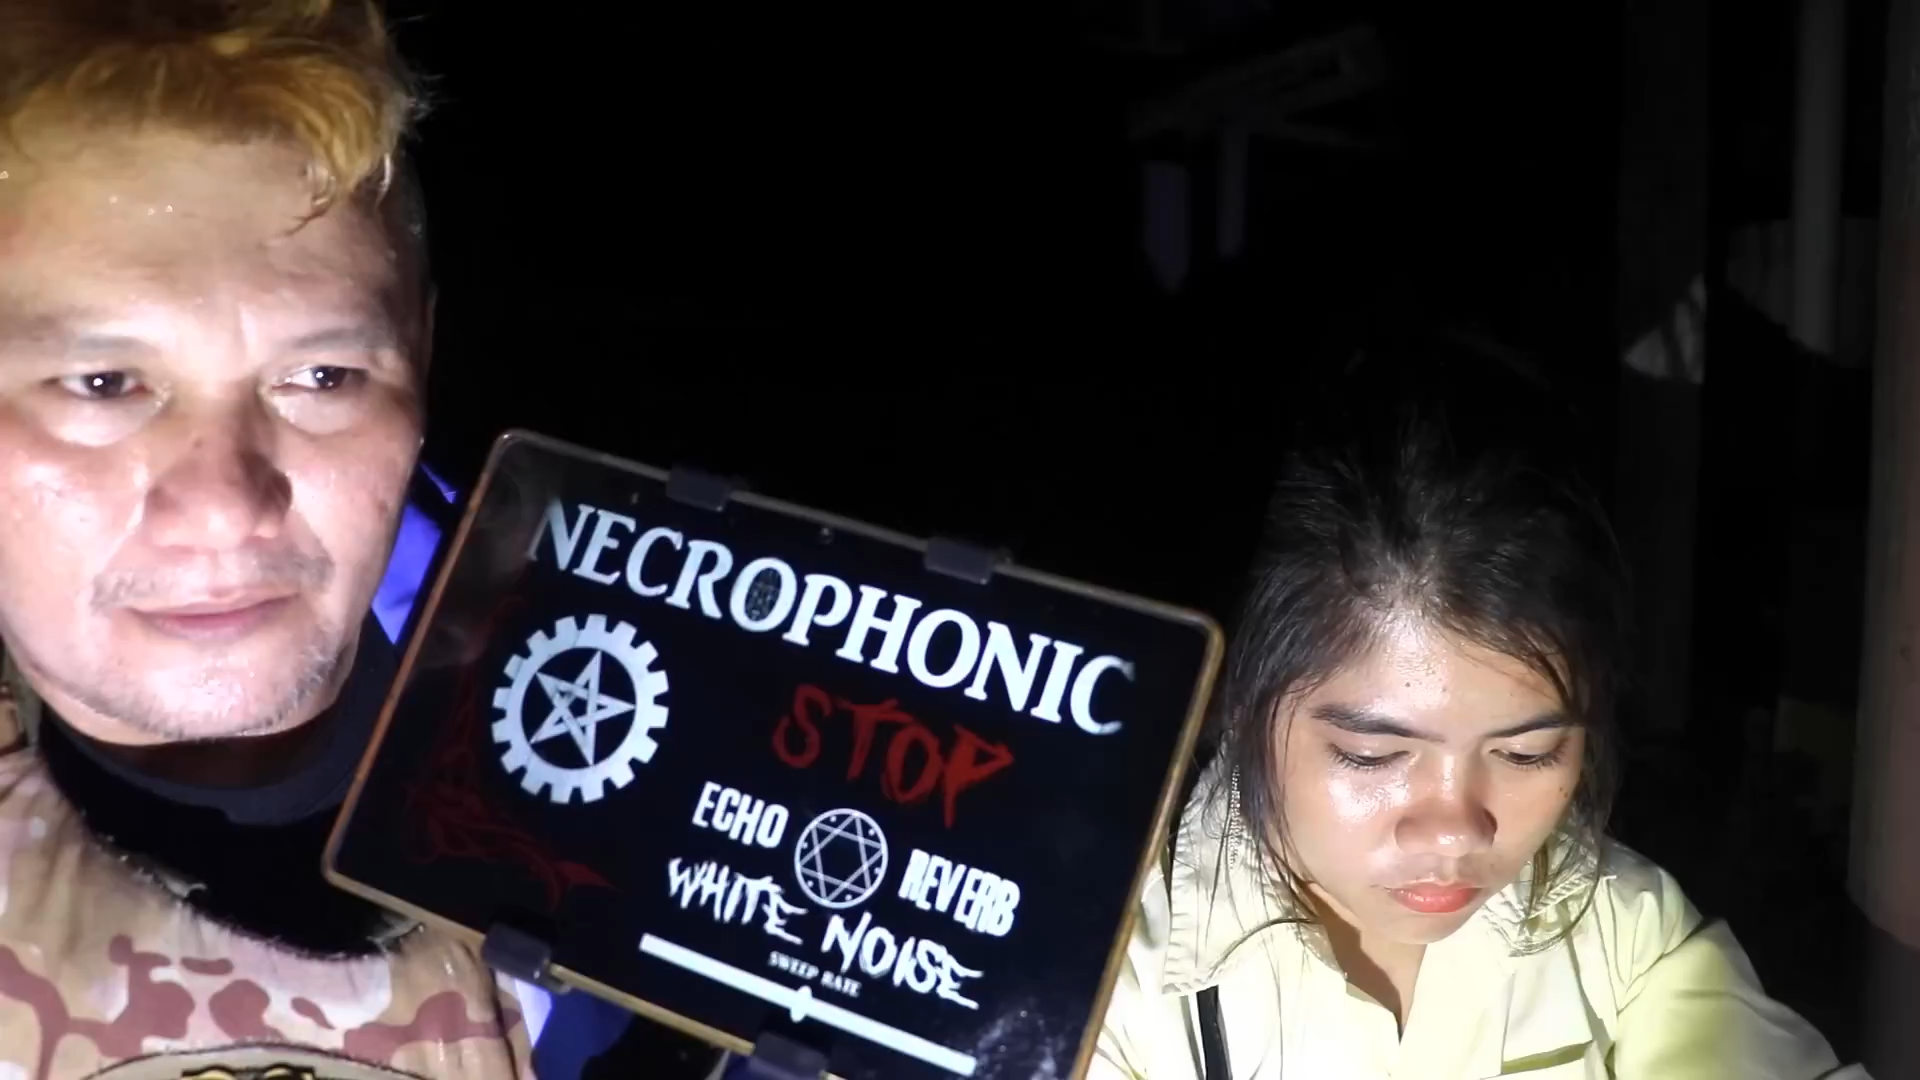 NECROPHONIC
STOP
ECHO
REVERB
WHITE NOISE
SWEEP RATE